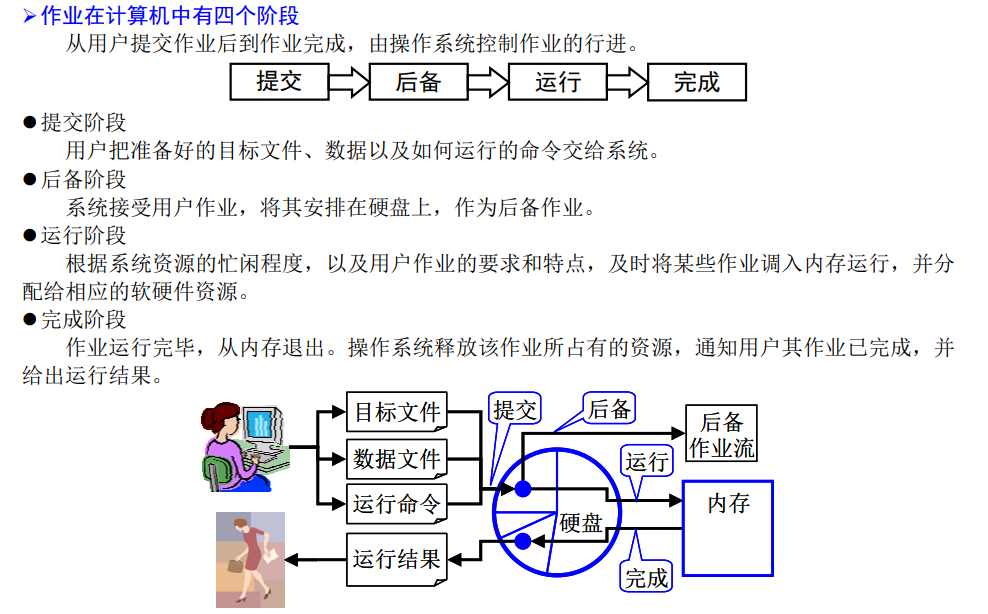 ➢作业在计算机中有四个阶段
从用户提交作业后到作业完成，由操作系统控制作业的行进。
提交 后备 运行 完成
●提交阶段
用户把准备好的目标文件、数据以及如何运行的命令交给系统。
●后备阶段
系统接受用户作业，将其安排在硬盘上，作为后备作业。
●运行阶段
根据系统资源的忙闲程度，以及用户作业的要求和特点，及时将某些作业调入内存运行，并分
配给相应的软硬件资源。
●完成阶段
作业运行完毕，从内存退出。操作系统释放该作业所占有的资源，通知用户其作业已完成，并
给出运行结果。
目标文件
提交
后备
后备
作业流
数据文件
运行
运行命令
内存
硬盘
运行结果
完成